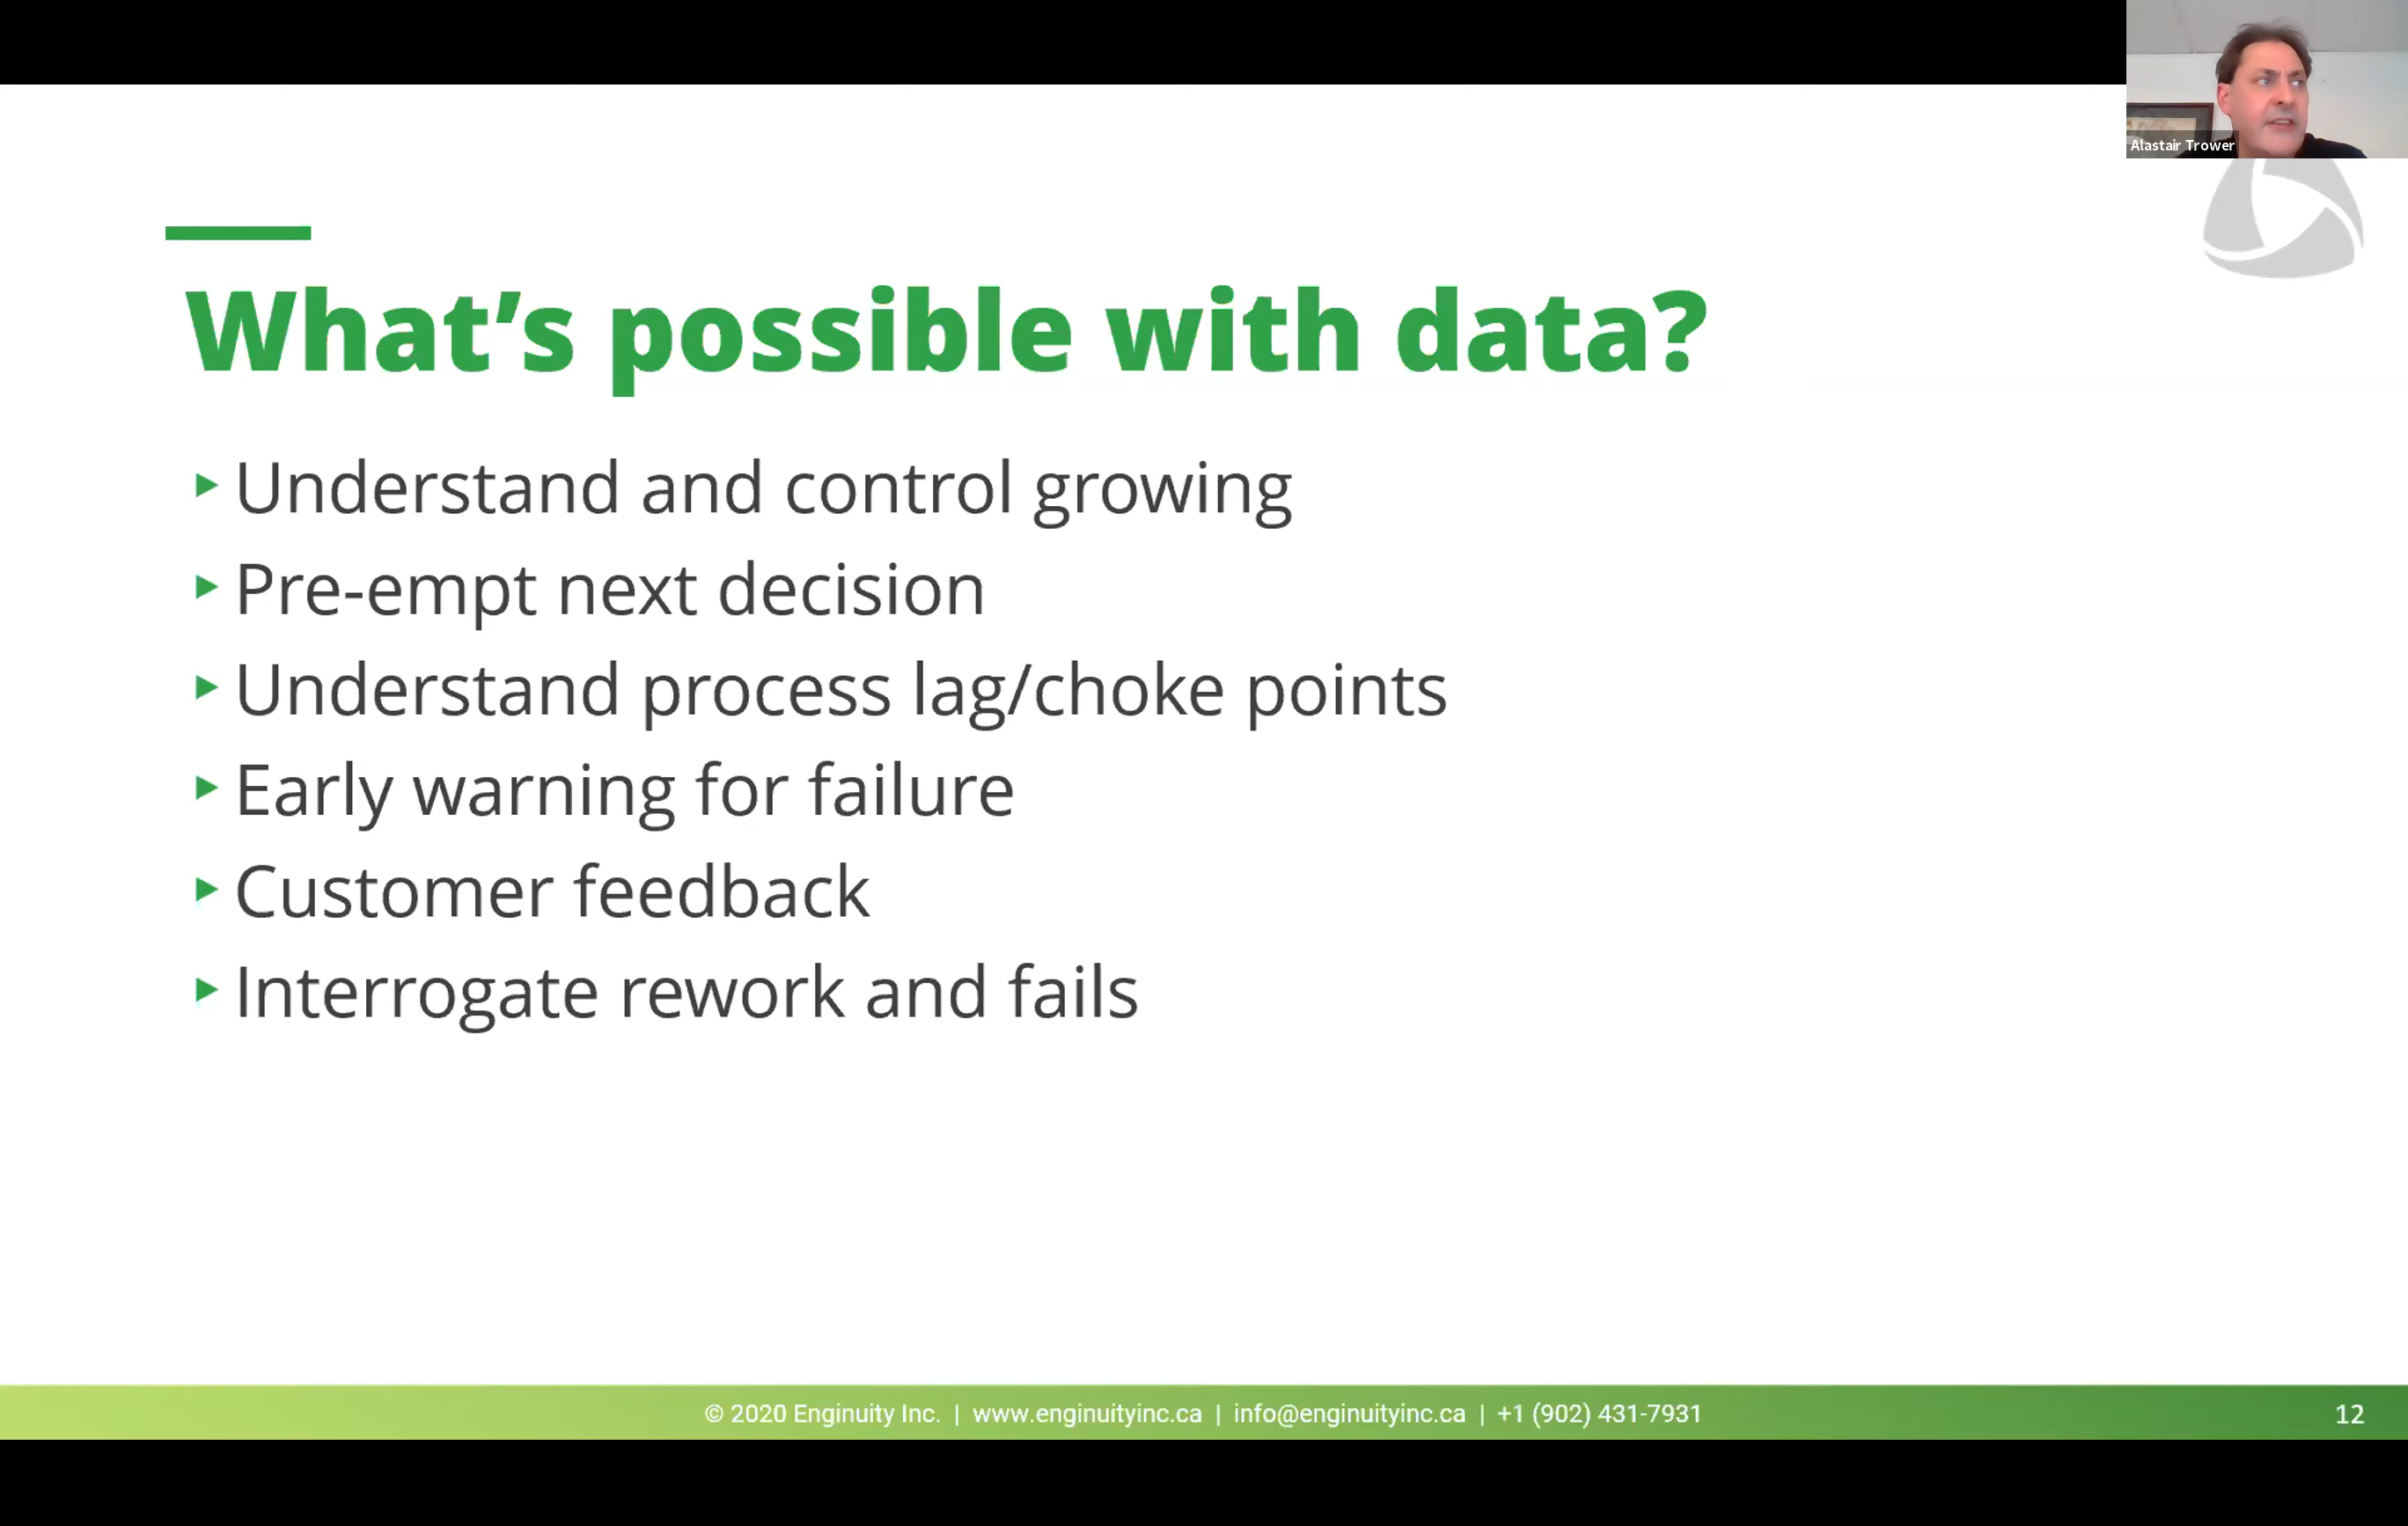 Alastair Trower
What’s possible with data?
Understand and control growing
Pre-empt next decision
Understand process lag/choke points
Early warning for failure
Customer feedback
Interrogate rework and fails
© 2020 Enginuity Inc. | www.enginuityinc.ca | info@enginuityinc.ca | +1 (902) 431-7931
12